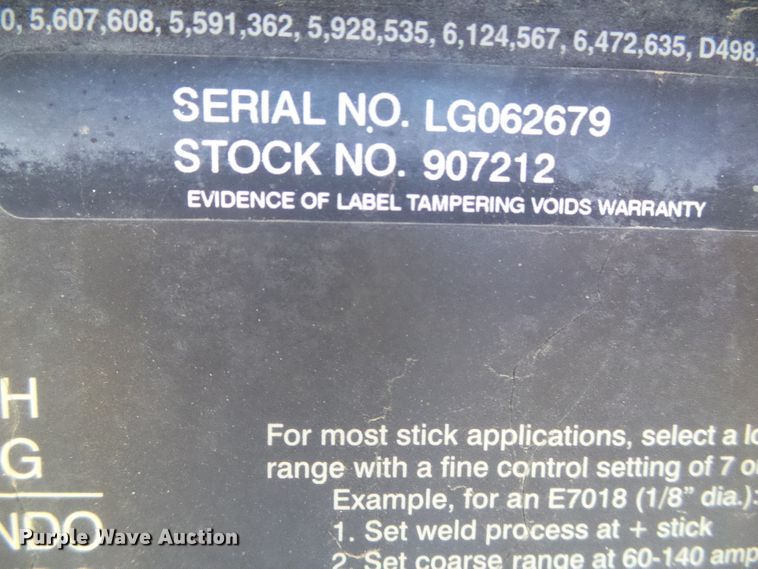 0, 5,607,608, 5,591,362, 5,928,535, 6,124,567, 6,472,635, D498,
SERIAL NO. LG062679
STOCK NO. 907212
EVIDENCE OF LABEL TAMPERING VOIDS WARRANTY
H
G
NDO
For most stick applications, select a lo
range with a fine control setting of 7 o
Example, for an E7018 (1/8" dia.):
1. Set weld process at + stick
2. Set coarse range at 60-140 amp
Purple Wave Auction